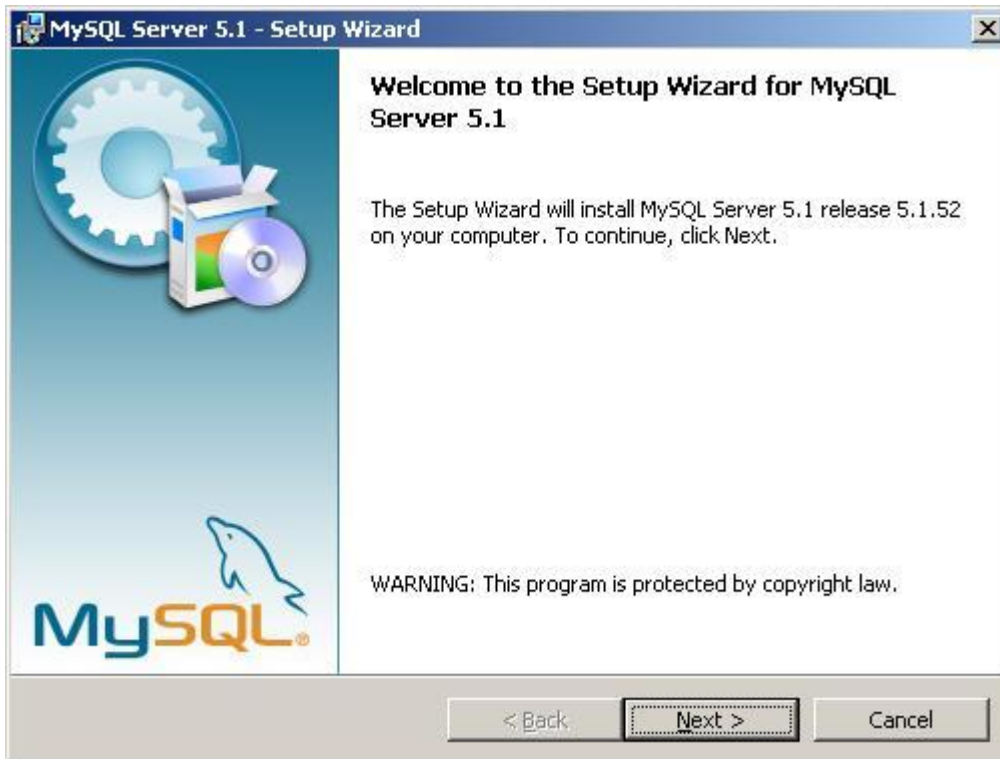 MySQL Server 5.1 - Setup Wizard
Welcome to the Setup Wizard for MySQL
Server 5.1
The Setup Wizard will install MySQL Server 5.1 release 5.1.52
on your computer. To continue, click Next.
WARNING: This program is protected by copyright law.
MySQL®
< Back
Next >
Cancel